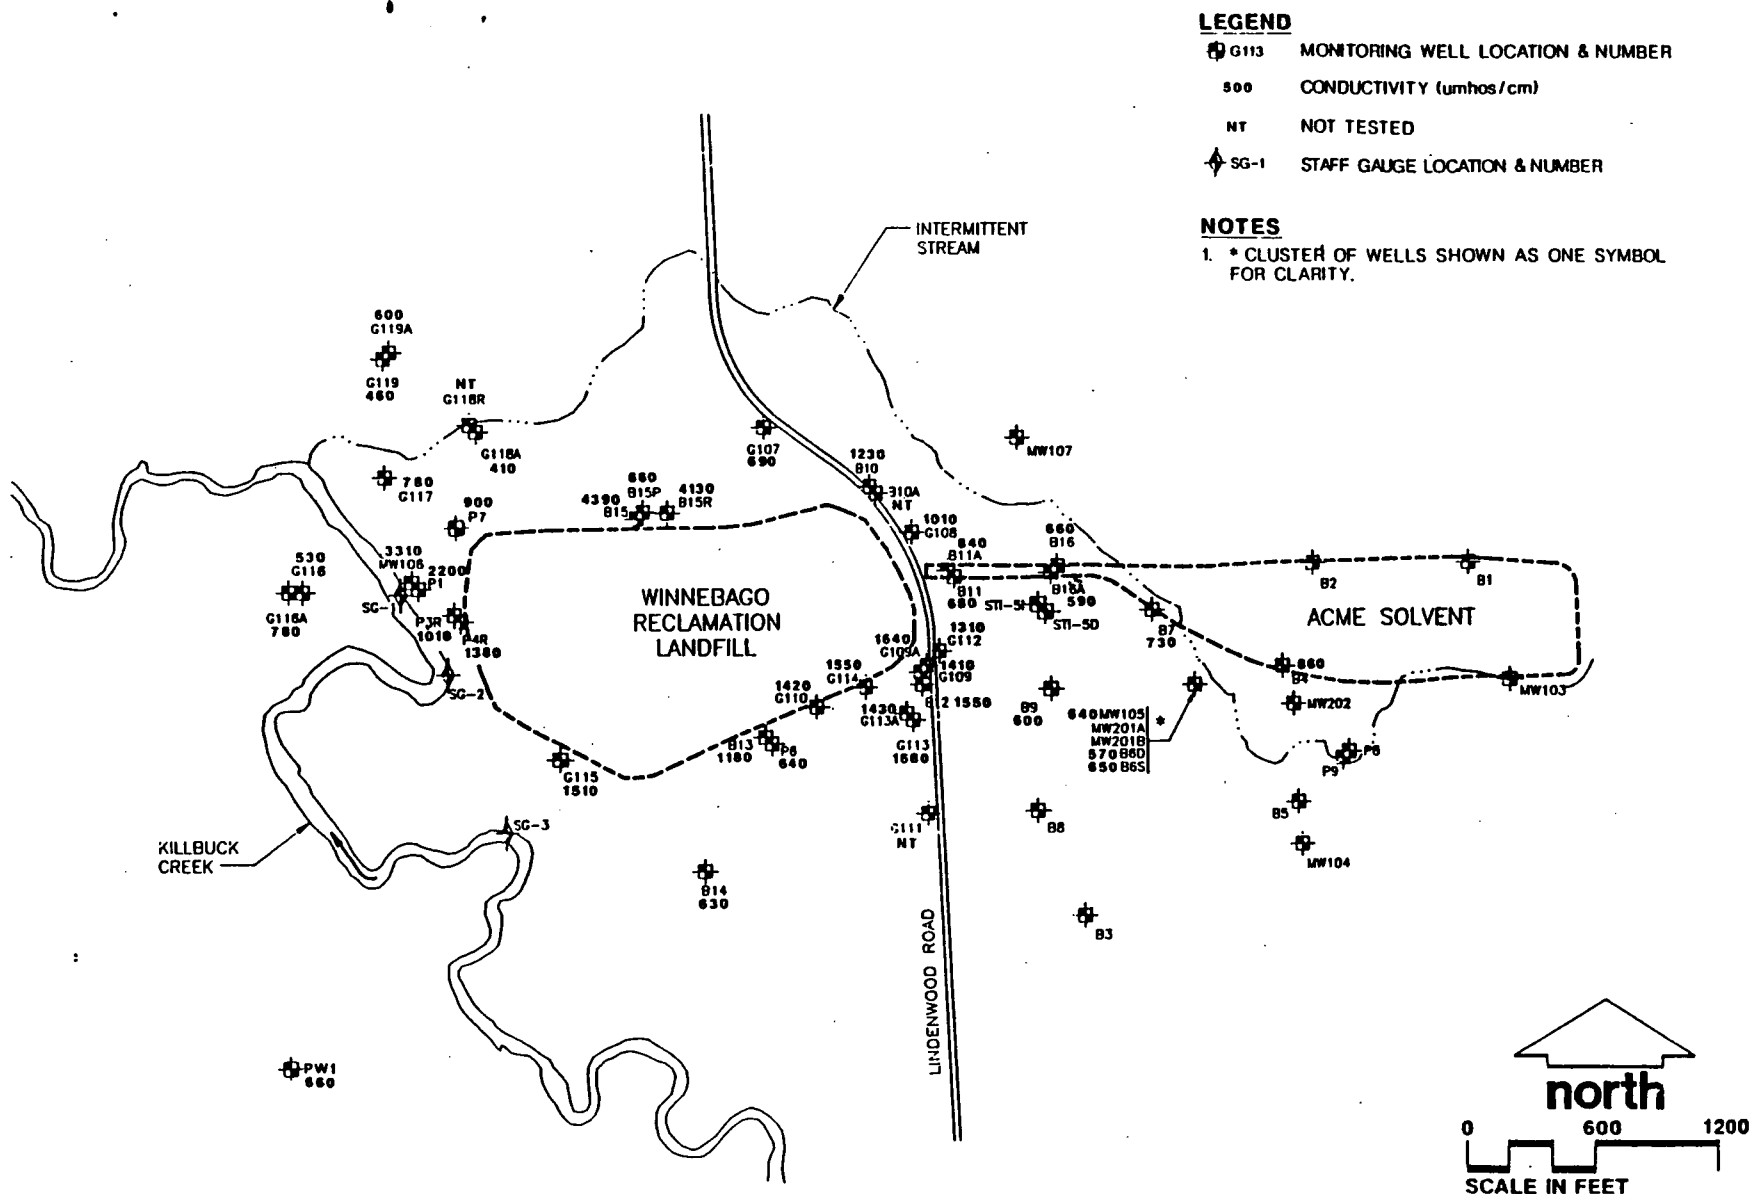 LEGEND
G113 MONITORING WELL LOCATION & NUMBER
500 CONDUCTIVITY (umhos/cm)
NT NOT TESTED
SG-1 STAFF GAUGE LOCATION & NUMBER
NOTES
1. * CLUSTER OF WELLS SHOWN AS ONE SYMBOL
FOR CLARITY.
INTERMITTENT
STREAM
600
G119A
G119
460
NT
G118R
G118A
410
780
G117
900
P7
G107
690
1230
B10
B10A
NT
MW107
660
B15P
4390
B15
4130
B15R
1010
G108
640
B11A
B11
680
660
B16
B16A
590
B2
B1
530
G116
G116A
780
3310
MW106
2200
P1
SG-1
P3R
1018
P4R
1380
SG-2
WINNEBAGO
RECLAMATION
LANDFILL
STI-5I
STI-5D
B7
730
ACME SOLVENT
1310
G112
1640
G109A
1410
G109
B12 1550
1550
G114
1420
G110
1430
G113A
G113
1680
B9
600
860
B4
MW202
MW103
640 MW105
MW201A
MW201B
570 B6D
650 B6S
*
P8
P9
B13
1180
P6
640
G115
1510
SG-3
G111
NT
B8
B5
MW104
KILLBUCK
CREEK
B14
630
B3
LINDENWOOD ROAD
PW1
660
north
0 600 1200
SCALE IN FEET